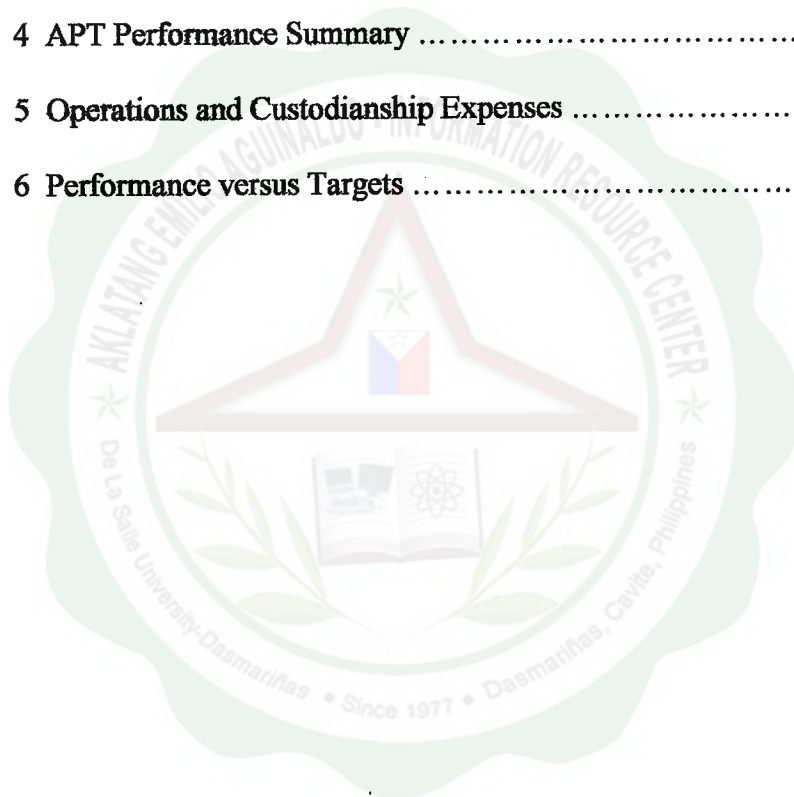 4 APT Performance Summary ……………………………………
5 Operations and Custodianship Expenses ……………………
6 Performance versus Targets ……………………………………
AKLATANG EMILIO AGUINALDO - INFORMATION RESOURCE CENTER
De La Salle University-Dasmariñas • Since 1977 • Dasmariñas, Cavite, Philippines